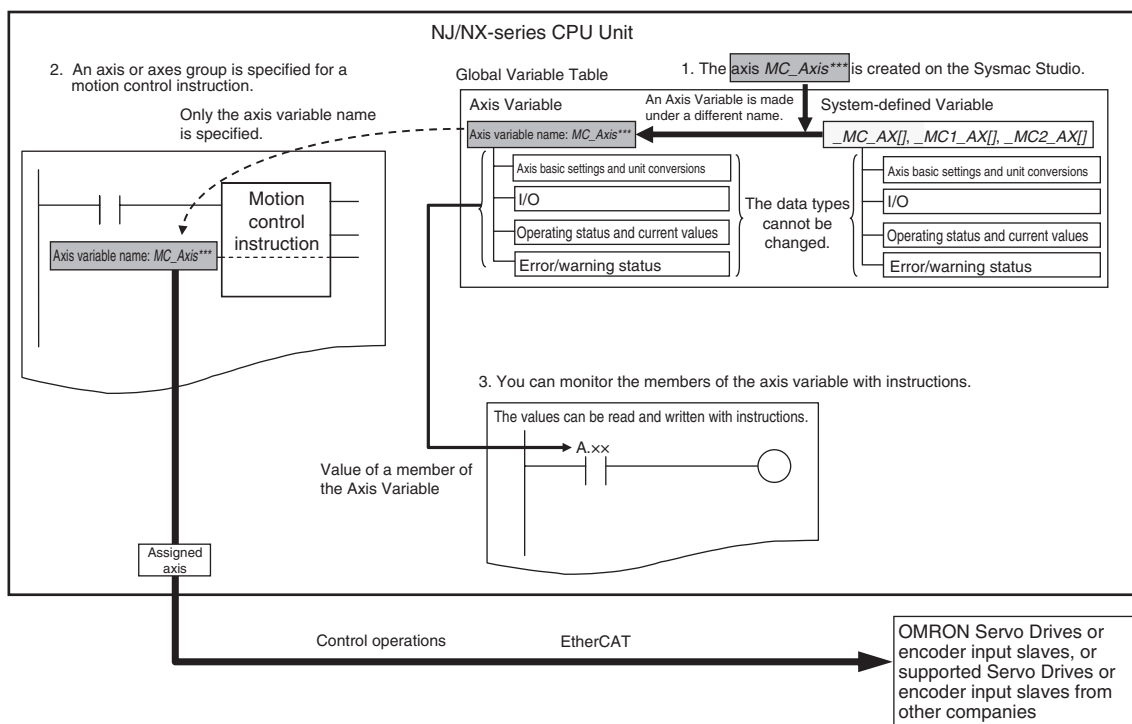 NJ/NX-series CPU Unit
2. An axis or axes group is specified for a
motion control instruction.
Only the axis variable name
is specified.
Motion
control
instruction
Axis variable name: MC_Axis***
1. The axis MC_Axis*** is created on the Sysmac Studio.
Global Variable Table
Axis Variable
An Axis Variable is made
under a different name.
System-defined Variable
Axis variable name: MC_Axis***
_MC_AX[], _MC1_AX[], _MC2_AX[]
Axis basic settings and unit conversions
I/O
Operating status and current values
Error/warning status
The data types
cannot be
changed.
Axis basic settings and unit conversions
I/O
Operating status and current values
Error/warning status
3. You can monitor the members of the axis variable with instructions.
The values can be read and written with instructions.
A.××
Value of a member of
the Axis Variable
Assigned
axis
Control operations
EtherCAT
OMRON Servo Drives or
encoder input slaves, or
supported Servo Drives or
encoder input slaves from
other companies